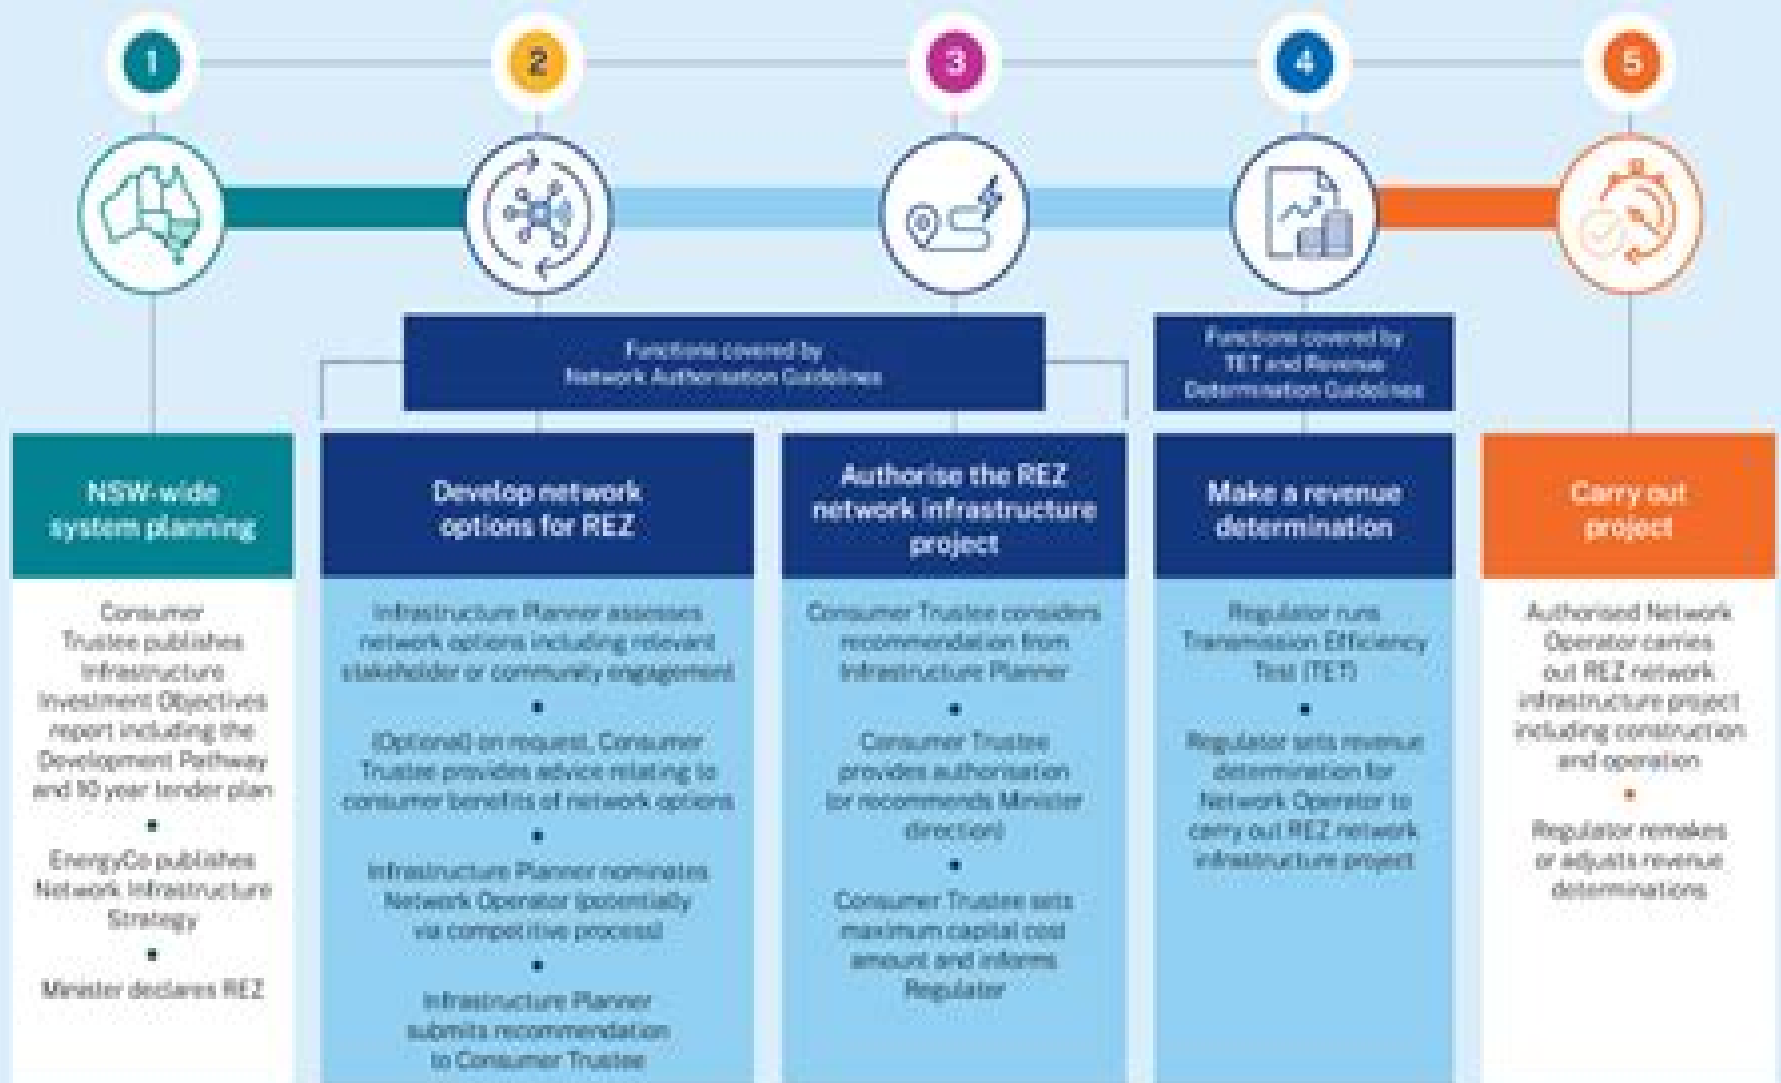 1
2
3
4
5
Functions covered by
Network Authorisation Guidelines
Functions covered by
TET and Revenue
Determination Guidelines
NSW-wide
system planning
Consumer
Trustee publishes
Infrastructure
Investment Objectives
report including the
Development Pathway
and 10 year tender plan
•
EnergyCo publishes
Network Infrastructure
Strategy
•
Minister declares REZ
Develop network
options for REZ
Infrastructure Planner assesses
network options including relevant
stakeholder or community engagement
•
(Optional) on request, Consumer
Trustee provides advice relating to
consumer benefits of network options
•
Infrastructure Planner nominates
Network Operator (potentially
via competitive process)
•
Infrastructure Planner
submits recommendation
to Consumer Trustee
Authorise the REZ
network infrastructure
project
Consumer Trustee considers
recommendation from
Infrastructure Planner
•
Consumer Trustee
provides authorisation
(or recommends Minister
direction)
•
Consumer Trustee sets
maximum capital cost
amount and informs
Regulator
Make a revenue
determination
Regulator runs
Transmission Efficiency
Test (TET)
•
Regulator sets revenue
determination for
Network Operator to
carry out REZ network
infrastructure project
Carry out
project
Authorised Network
Operator carries
out REZ network
infrastructure project
including construction
and operation
•
Regulator remakes
or adjusts revenue
determinations